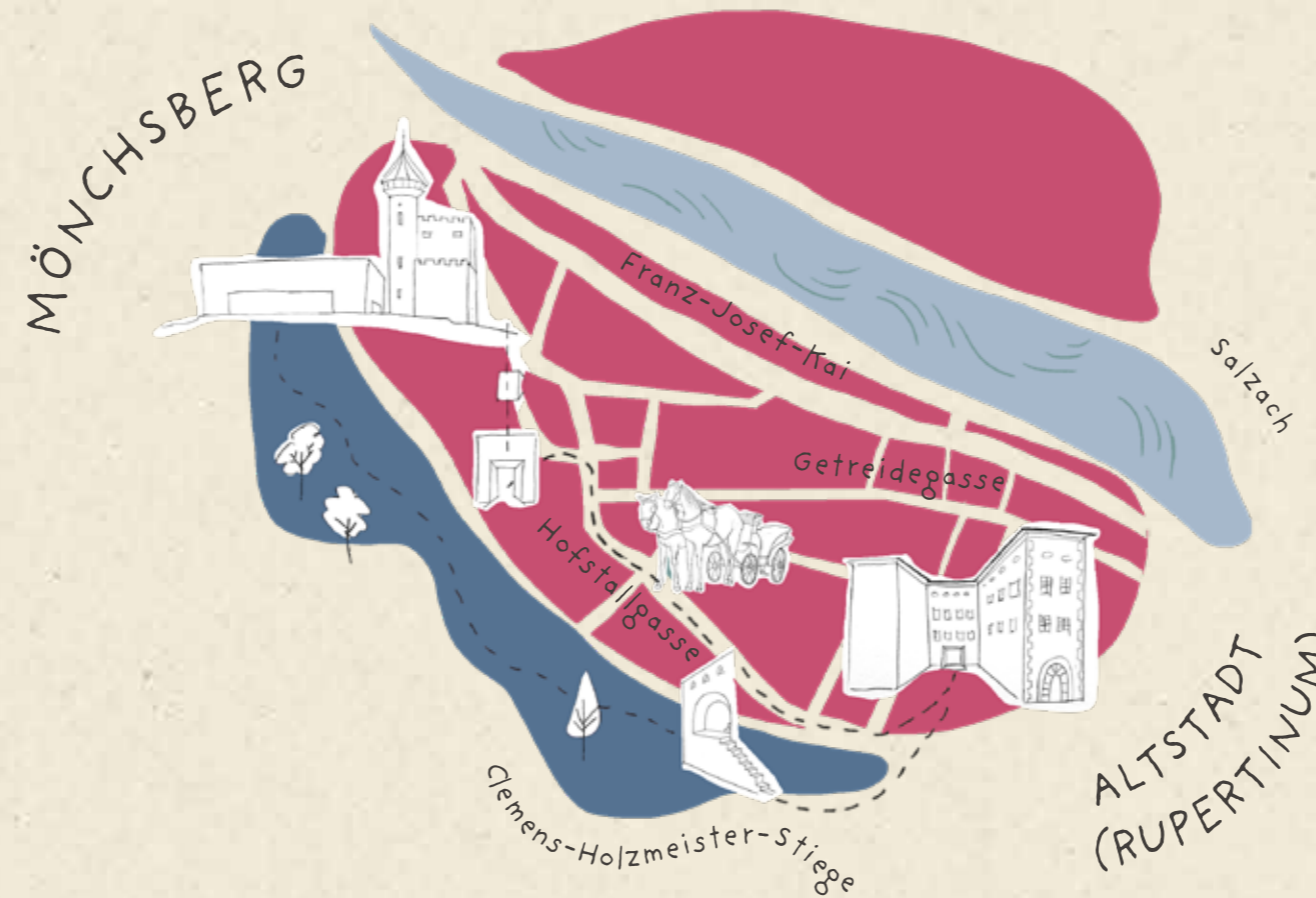 MÖNCHSBERG
Franz-Josef-Kai
Salzach
Getreidegasse
Hofstallgasse
ALTSTADT
(RUPERTINUM)
Clemens-Holzmeister-Stiege